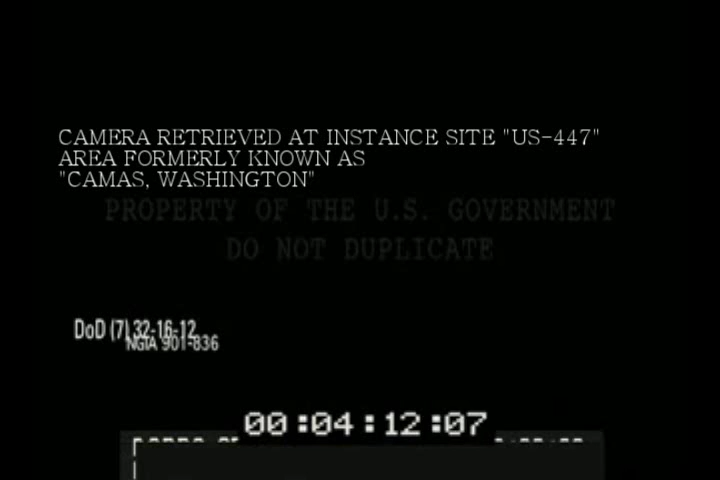 CAMERA RETRIEVED AT INSTANCE SITE "US-447"
AREA FORMERLY KNOWN AS
"CAMAS, WASHINGTON"
PROPERTY OF THE U.S. GOVERNMENT
DO NOT DUPLICATE
DoD (7) 32-16-12
NGIA 901-836
00:04:12:07